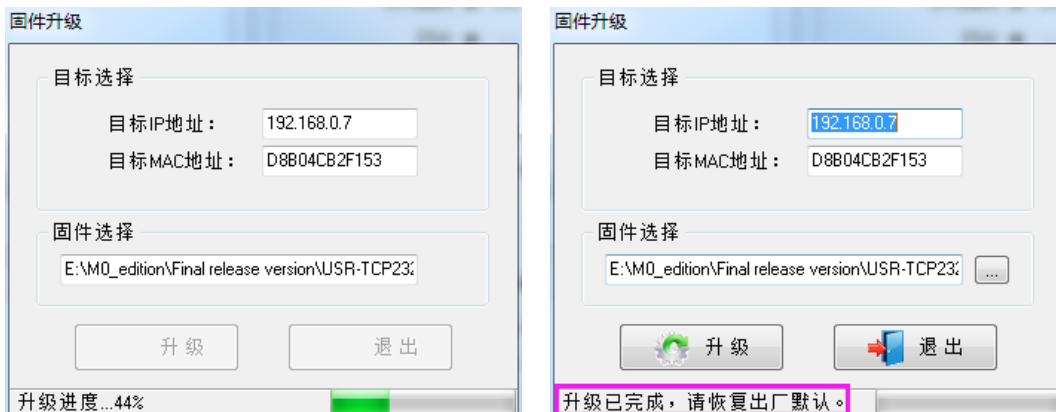 固件升级
目标选择
目标IP地址：
192.168.0.7
目标MAC地址：
D8B04CB2F153
固件选择
E:\M0_edition\Final release version\USR-TCP232
升级
退出
升级进度...44%
固件升级
目标选择
目标IP地址：
192.168.0.7
目标MAC地址：
D8B04CB2F153
固件选择
E:\M0_edition\Final release version\USR-TCP232
...
升级
退出
升级已完成，请恢复出厂默认。